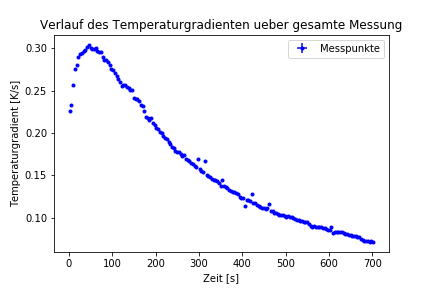 Verlauf des Temperaturgradienten ueber gesamte Messung
Messpunkte
Temperaturgradient [K/s]
0.30
0.25
0.20
0.15
0.10
0 100 200 300 400 500 600 700
Zeit [s]